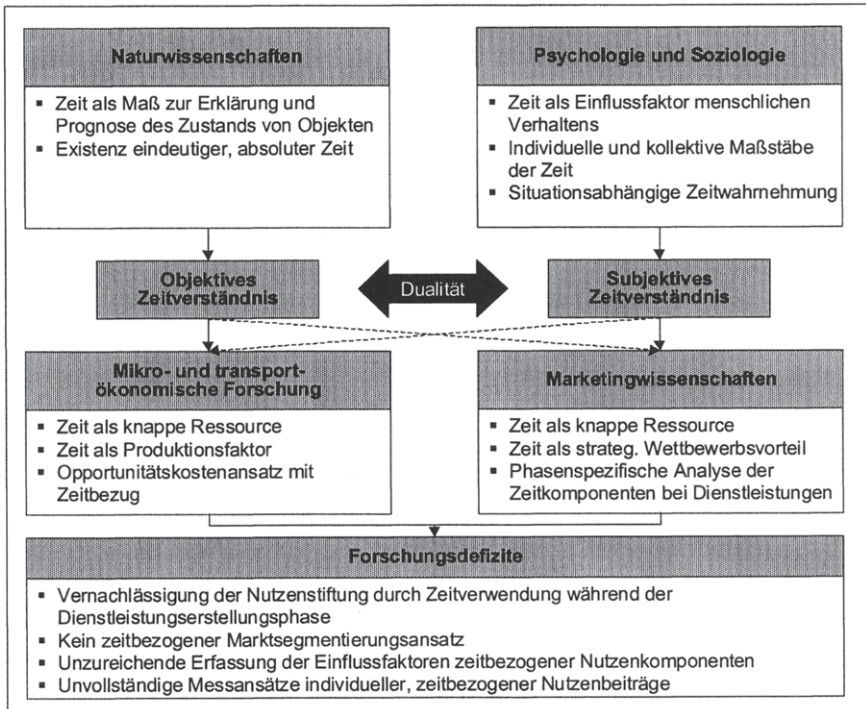 Naturwissenschaften
▪ Zeit als Maß zur Erklärung und
Prognose des Zustands von Objekten
▪ Existenz eindeutiger, absoluter Zeit
Psychologie und Soziologie
▪ Zeit als Einflussfaktor menschlichen
Verhaltens
▪ Individuelle und kollektive Maßstäbe
der Zeit
▪ Situationsabhängige Zeitwahrnehmung
Objektives
Zeitverständnis
Dualität
Subjektives
Zeitverständnis
Mikro- und transport-
ökonomische Forschung
▪ Zeit als knappe Ressource
▪ Zeit als Produktionsfaktor
▪ Opportunitätskostenansatz mit
Zeitbezug
Marketingwissenschaften
▪ Zeit als knappe Ressource
▪ Zeit als strateg. Wettbewerbsvorteil
▪ Phasenspezifische Analyse der
Zeitkomponenten bei Dienstleistungen
Forschungsdefizite
▪ Vernachlässigung der Nutzenstiftung durch Zeitverwendung während der
Dienstleistungserstellungsphase
▪ Kein zeitbezogener Marktsegmentierungsansatz
▪ Unzureichende Erfassung der Einflussfaktoren zeitbezogener Nutzenkomponenten
▪ Unvollständige Messansätze individueller, zeitbezogener Nutzenbeiträge